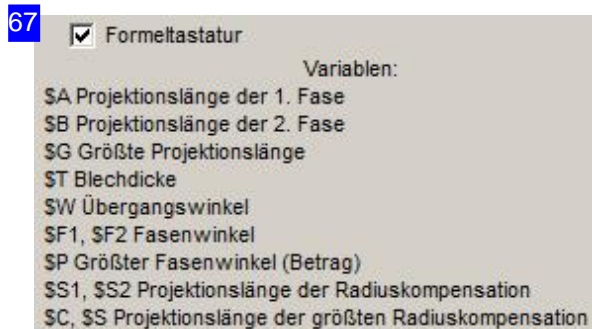 67
Formeltastatur
Variablen:
$A Projektionslänge der 1. Fase
$B Projektionslänge der 2. Fase
$G Größte Projektionslänge
$T Blechdicke
$W Übergangswinkel
$F1, $F2 Fasenwinkel
$P Größter Fasenwinkel (Betrag)
$S1, $S2 Projektionslänge der Radiuskompensation
$C, $S Projektionslänge der größten Radiuskompensation